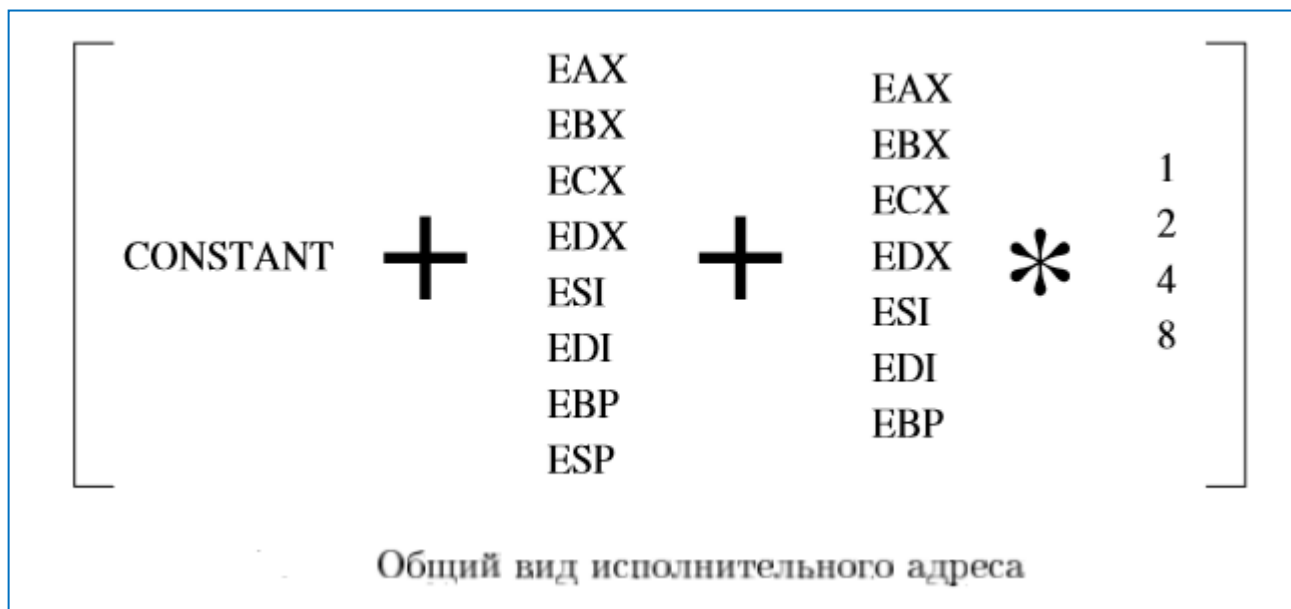 CONSTANT + EAX EBX ECX EDX ESI EDI EBP ESP + EAX EBX ECX EDX ESI EDI EBP * 1 2 4 8
Общий вид исполнительного адреса